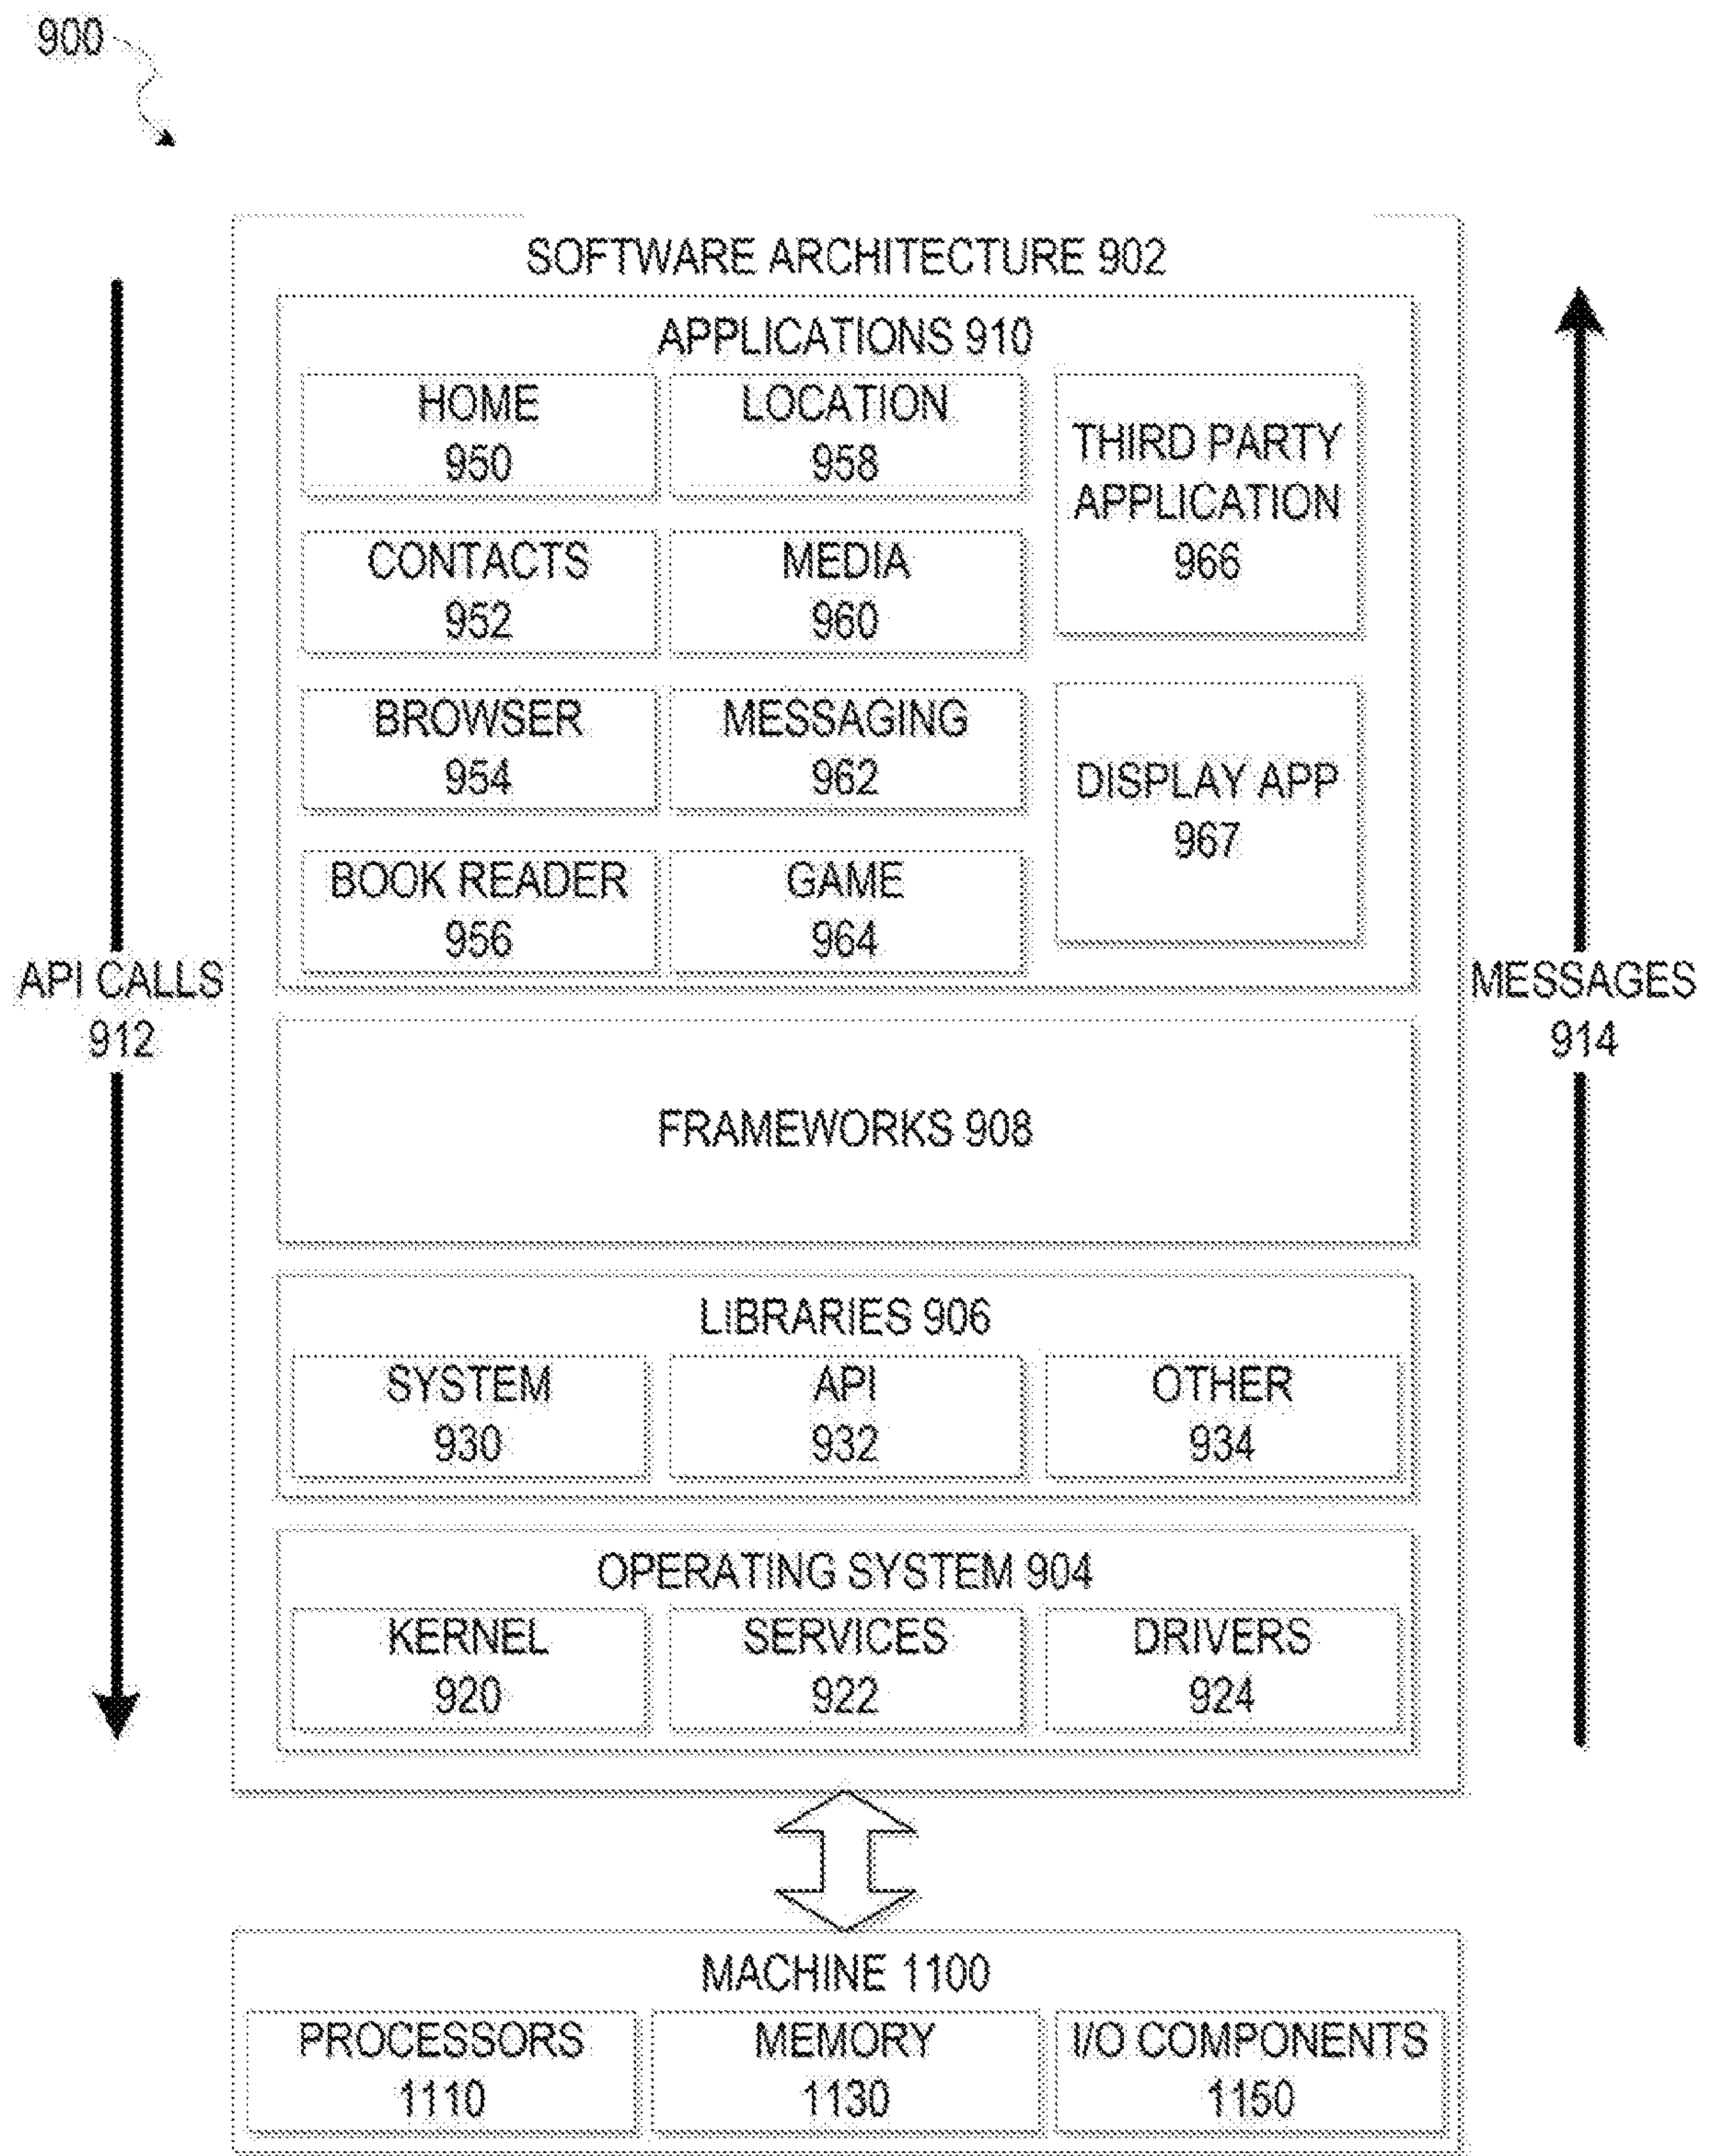 900
SOFTWARE ARCHITECTURE 902
APPLICATIONS 910
HOME
950
LOCATION
958
THIRD PARTY
APPLICATION
966
CONTACTS
952
MEDIA
960
BROWSER
954
MESSAGING
962
DISPLAY APP
967
BOOK READER
956
GAME
964
API CALLS
912
MESSAGES
914
FRAMEWORKS 908
LIBRARIES 906
SYSTEM
930
API
932
OTHER
934
OPERATING SYSTEM 904
KERNEL
920
SERVICES
922
DRIVERS
924
MACHINE 1100
PROCESSORS
1110
MEMORY
1130
I/O COMPONENTS
1150